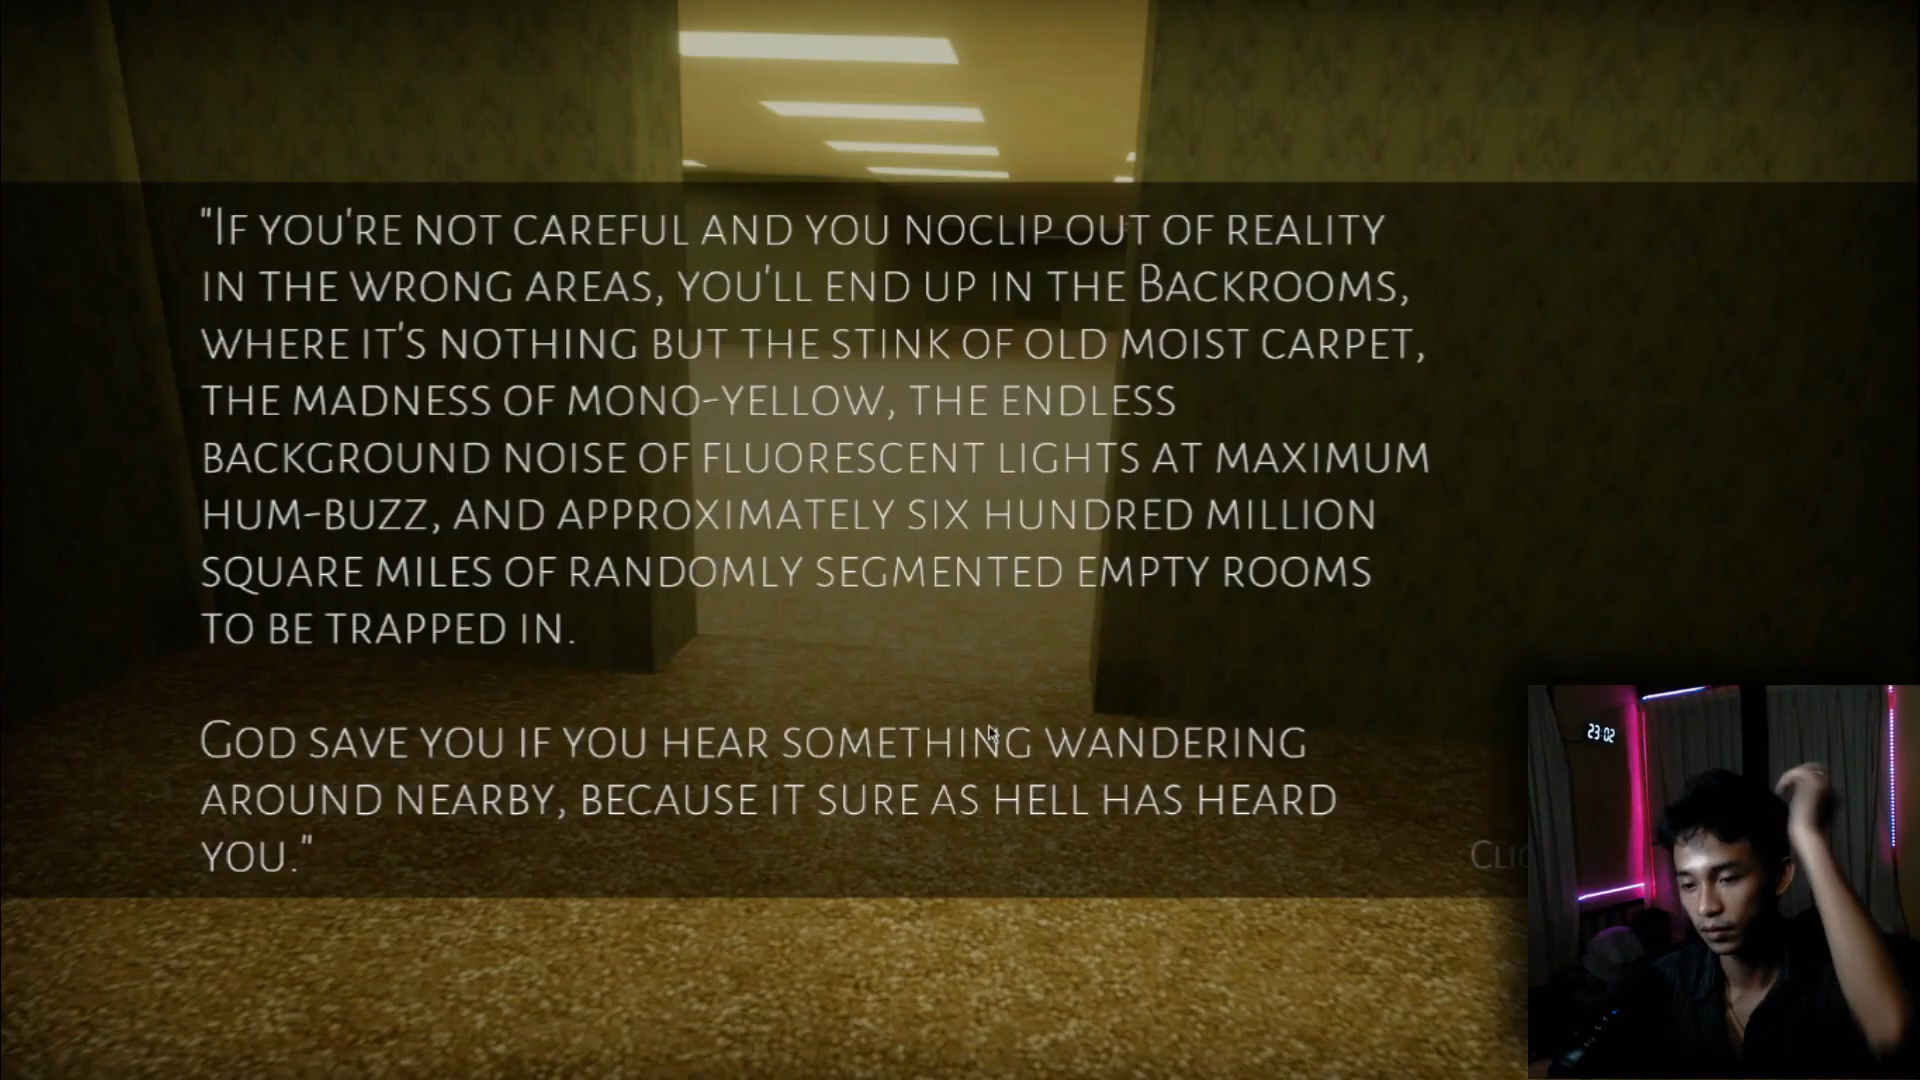 "If you're not careful and you noclip out of reality
in the wrong areas, you'll end up in the Backrooms,
where it's nothing but the stink of old moist carpet,
the madness of mono-yellow, the endless
background noise of fluorescent lights at maximum
hum-buzz, and approximately six hundred million
square miles of randomly segmented empty rooms
to be trapped in.
God save you if you hear something wandering
around nearby, because it sure as hell has heard
you."
23:02